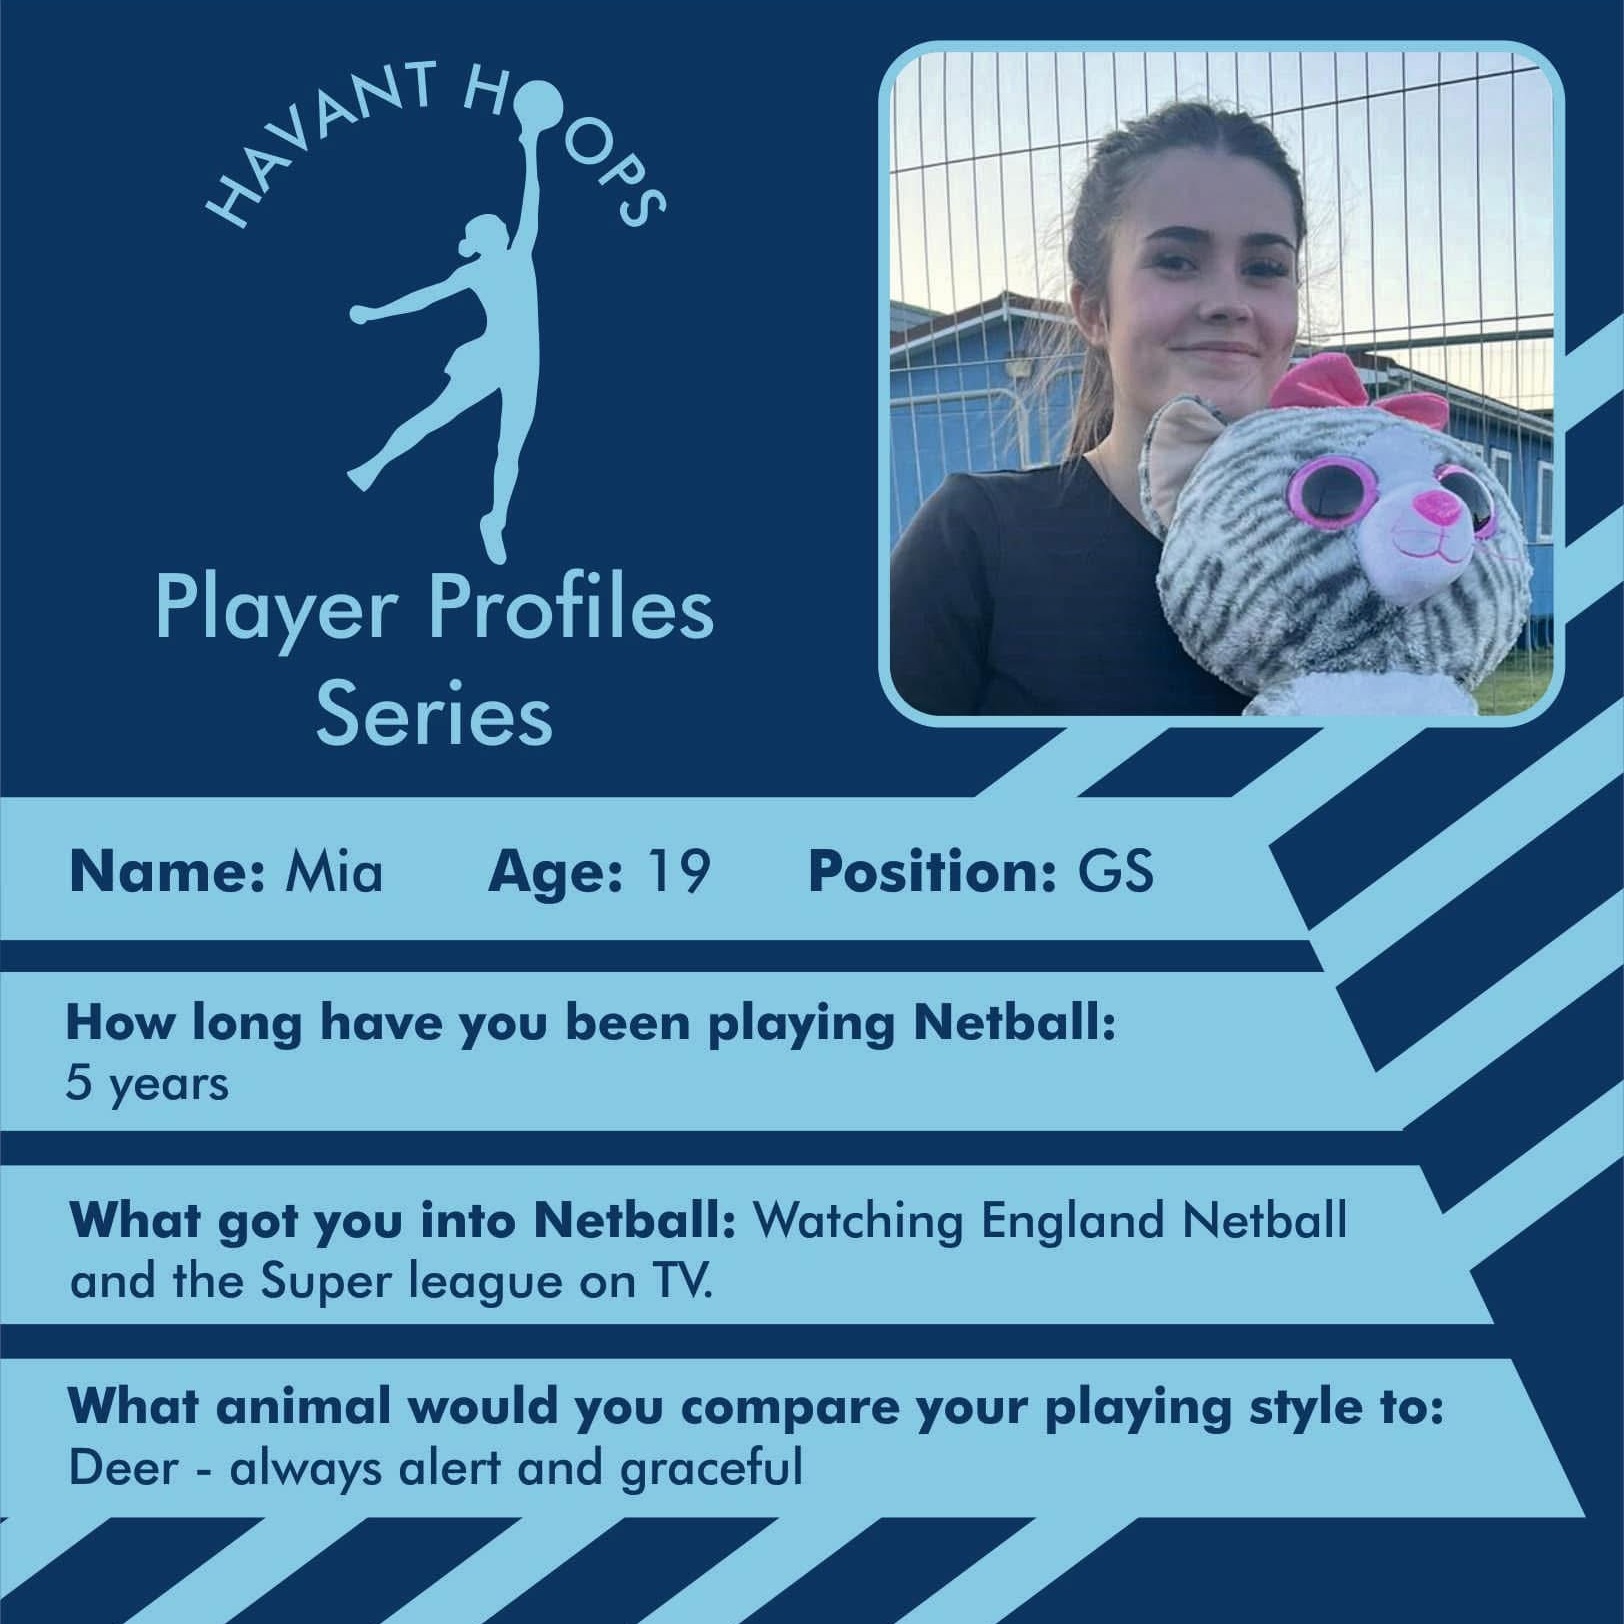 HAVANT HOOPS
Player Profiles
Series
Name: Mia Age: 19 Position: GS
How long have you been playing Netball:
5 years
What got you into Netball: Watching England Netball
and the Super league on TV.
What animal would you compare your playing style to:
Deer - always alert and graceful